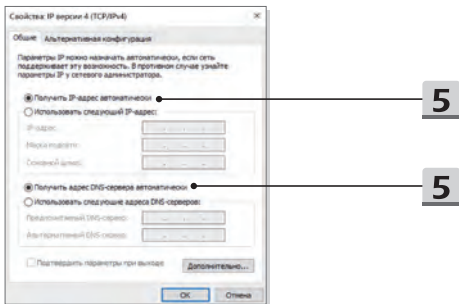 Свойства: IP версии 4 (TCP/IPv4)
Общие Альтернативная конфигурация
Параметры IP можно назначать автоматически, если сеть
поддерживает эту возможность. В противном случае узнайте
параметры IP у сетевого администратора.
Получить IP-адрес автоматически
5
Использовать следующий IP-адрес:
IP-адрес:
Маска подсети:
Основной шлюз:
Получить адрес DNS-сервера автоматически
5
Использовать следующие адреса DNS-серверов:
Предпочитаемый DNS-сервер:
Альтернативный DNS-сервер:
Подтвердить параметры при выходе
Дополнительно...
ОК Отмена